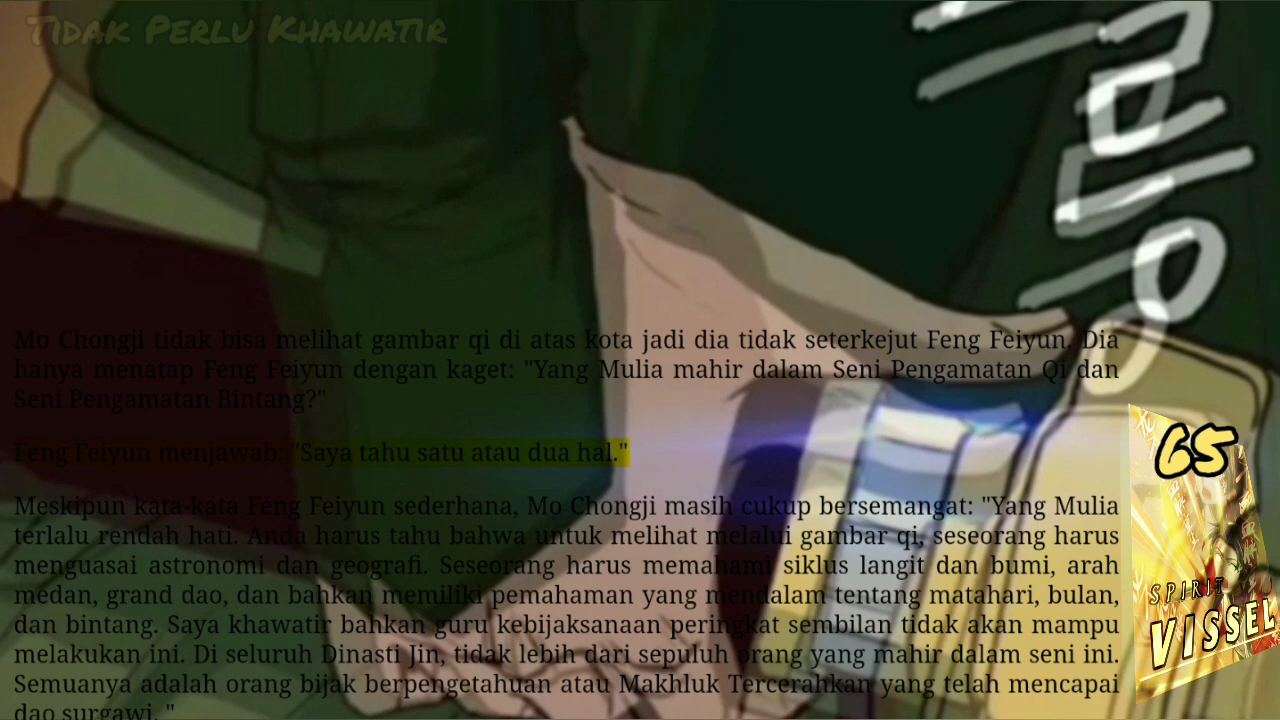 Tidak Perlu Khawatir
Mo Chongji tidak bisa melihat gambar qi di atas kota jadi dia tidak seterkejut Feng Feiyun. Dia
hanya menatap Feng Feiyun dengan kaget: "Yang Mulia mahir dalam Seni Pengamatan Qi dan
Seni Pengamatan Bintang?"
Feng Feiyun menjawab: "Saya tahu satu atau dua hal."
Meskipun kata-kata Feng Feiyun sederhana, Mo Chongji masih cukup bersemangat: "Yang Mulia
terlalu rendah hati. Anda harus tahu bahwa untuk melihat melalui gambar qi, seseorang harus
menguasai astronomi dan geografi. Seseorang harus memahami siklus langit dan bumi, arah
medan, grand dao, dan bahkan memiliki pemahaman yang mendalam tentang matahari, bulan,
dan bintang. Saya khawatir bahkan guru kebijaksanaan peringkat sembilan tidak akan mampu
melakukan ini. Di seluruh Dinasti Jin, tidak lebih dari sepuluh orang yang mahir dalam seni ini.
Semuanya adalah orang bijak berpengetahuan atau Makhluk Tercerahkan yang telah mencapai
dao surgawi. "
65
SPIRIT
VISSEL